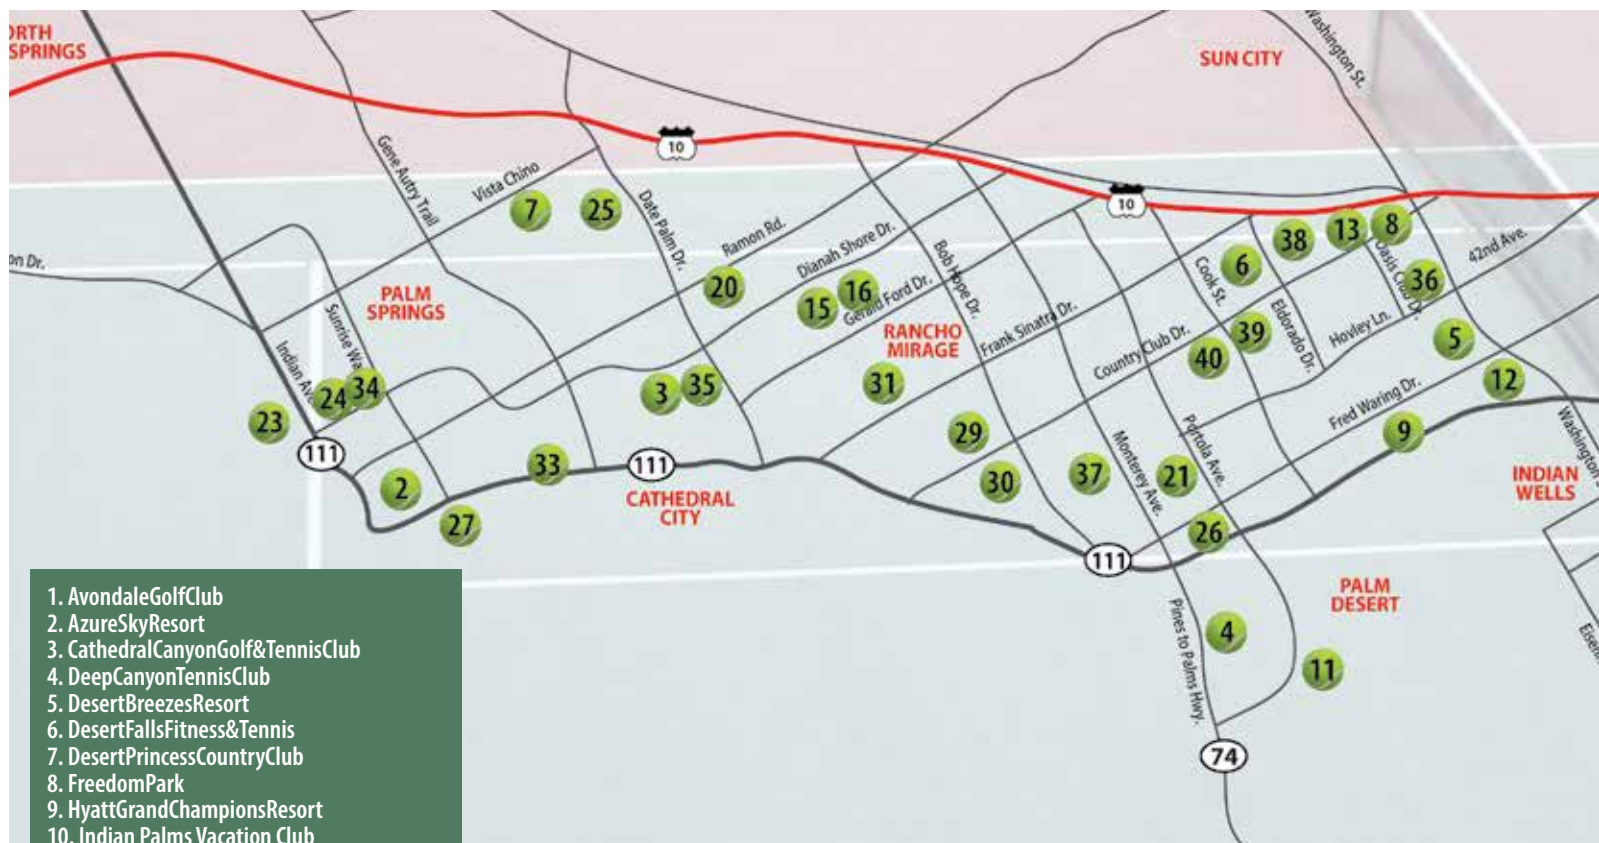 ORTH
SPRINGS
SUN CITY
Washington St.
10
Gene Autry Trail
Vista Chino
7
25
Date Palm Dr.
10
Ramon Rd.
Dianah Shore Dr.
Bob Hope Dr.
Cook St.
6
38
13
8
Oasis Club Dr.
36
42nd Ave.
on Dr.
PALM
SPRINGS
20
15
16
Gerald Ford Dr.
RANCHO
MIRAGE
Frank Sinatra Dr.
Country Club Dr.
40
39
Eldorado Dr.
Hovley Ln.
5
12
Sunrise Wa
Indian Ave
24
34
23
3
35
31
29
Fred Waring Dr.
9
111
2
33
111
27
CATHEDRAL
CITY
30
37
Monterey Ave.
21
Portola Ave.
26
111
Washington
INDIAN
WELLS
PALM
DESERT
Pines to Palms Hwy.
4
11
74
Eisen
1. AvondaleGolfClub
2. AzureSkyResort
3. CathedralCanyonGolf&TennisClub
4. DeepCanyonTennisClub
5. DesertBreezesResort
6. DesertFallsFitness&Tennis
7. DesertPrincessCountryClub
8. FreedomPark
9. HyattGrandChampionsResort
10. Indian Palms Vacation Club